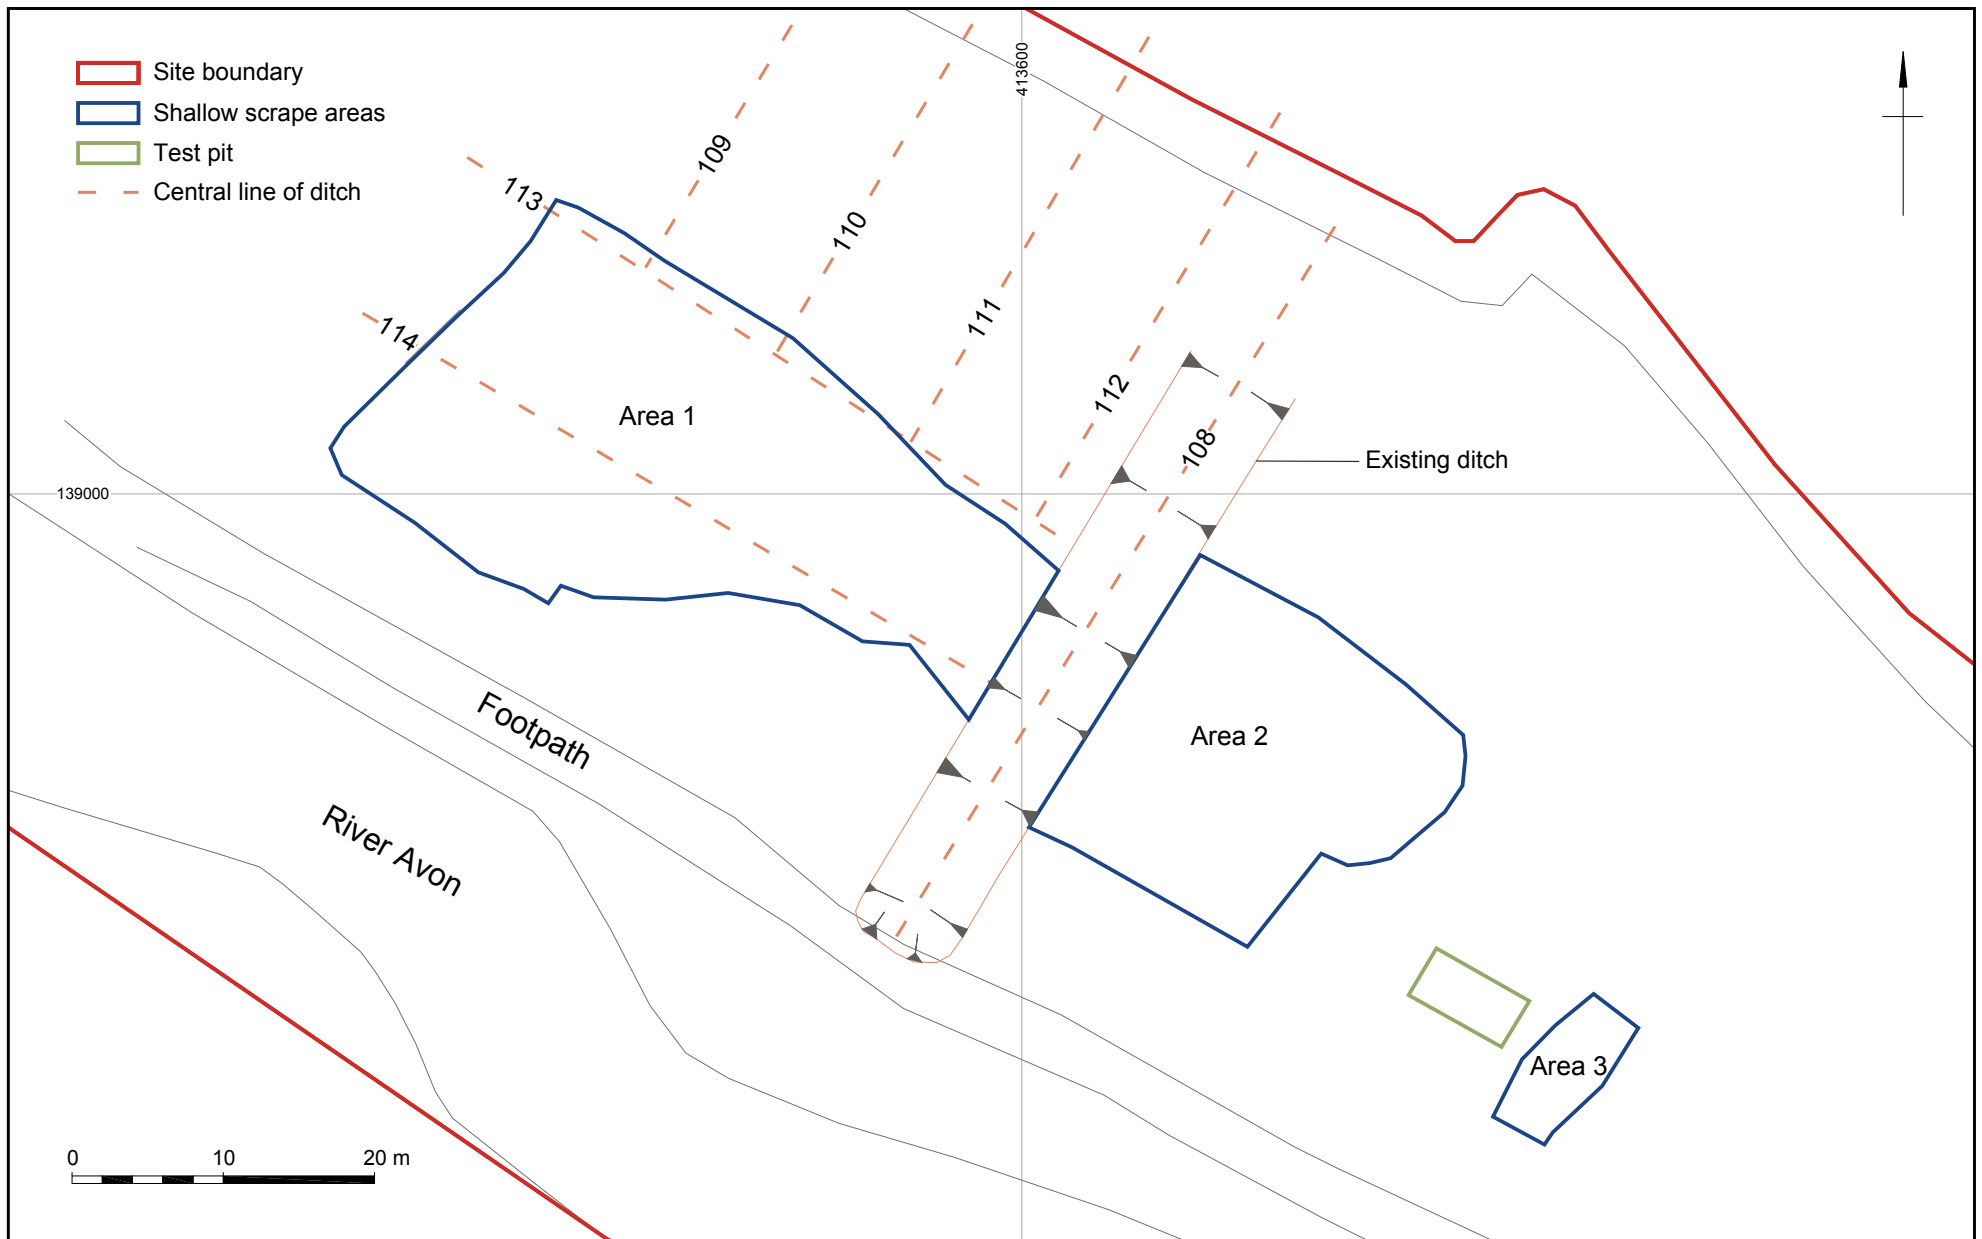 Site boundary
Shallow scrape areas
Test pit
Central line of ditch
413600
109
113
110
111
114
112
108
Area 1
Existing ditch
139000
Footpath
Area 2
River Avon
Area 3
0 10 20 m